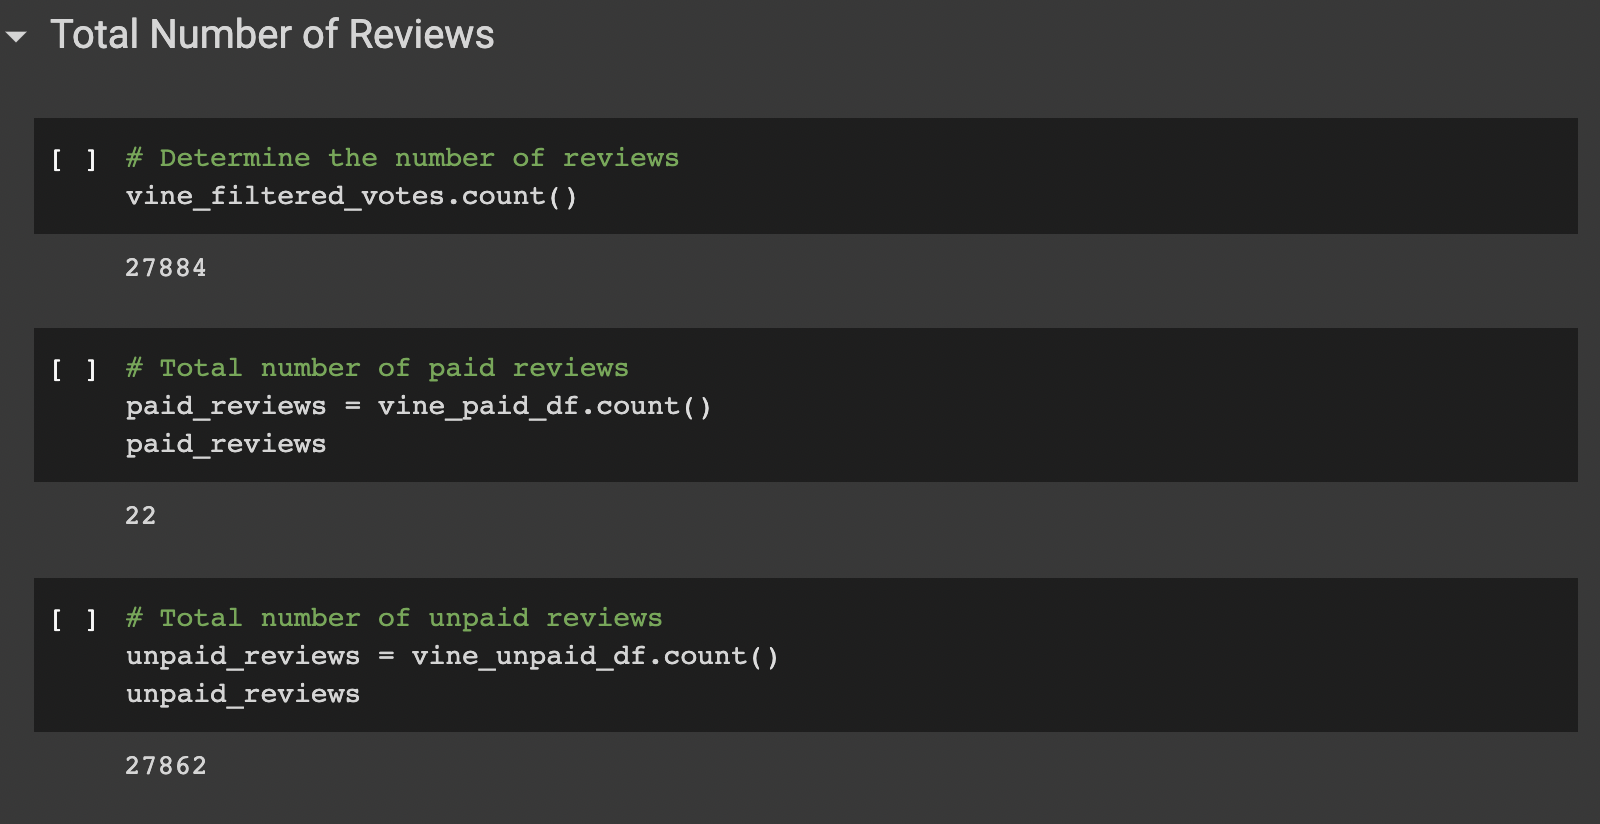 Total Number of Reviews
[ ] # Determine the number of reviews
vine_filtered_votes.count()
27884
[ ] # Total number of paid reviews
paid_reviews = vine_paid_df.count()
paid_reviews
22
[ ] # Total number of unpaid reviews
unpaid_reviews = vine_unpaid_df.count()
unpaid_reviews
27862